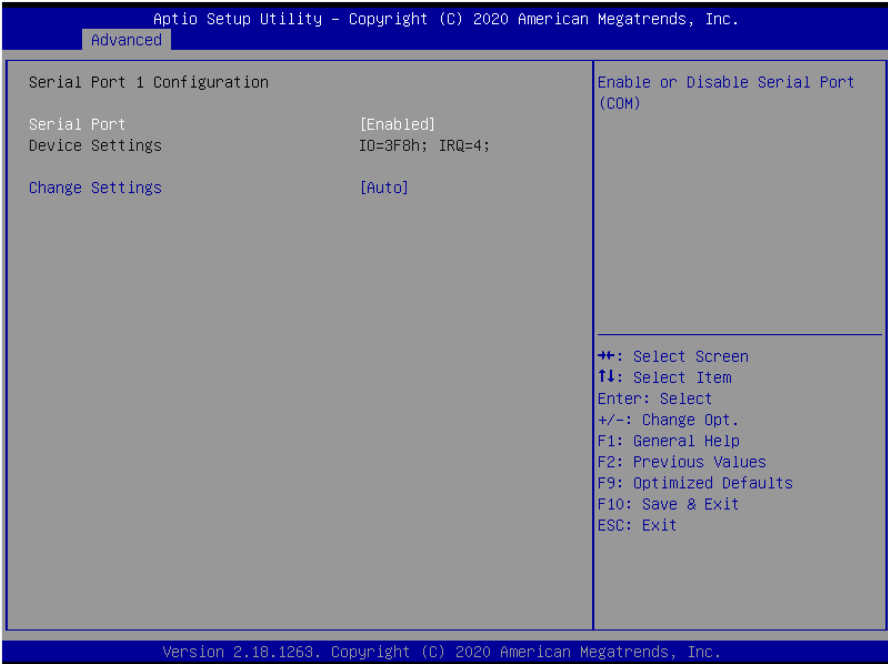 Aptio Setup Utility – Copyright (C) 2020 American Megatrends, Inc.
Advanced
Serial Port 1 Configuration
Serial Port [Enabled]
Device Settings IO=3F8h; IRQ=4;
Change Settings [Auto]
Enable or Disable Serial Port
(COM)
→←: Select Screen
↑↓: Select Item
Enter: Select
+/-: Change Opt.
F1: General Help
F2: Previous Values
F9: Optimized Defaults
F10: Save & Exit
ESC: Exit
Version 2.18.1263. Copyright (C) 2020 American Megatrends, Inc.